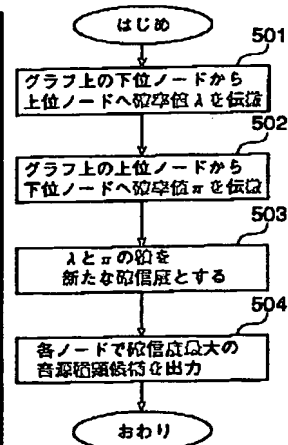 はじめ
501
グラフ上の下位ノードから
上位ノードへ確率値λを伝播
502
グラフ上の上位ノードから
下位ノードへ確率値πを伝播
503
λとπの積を
新たな確信度とする
504
各ノードで確信度最大の
音源 候補を出力
おわり